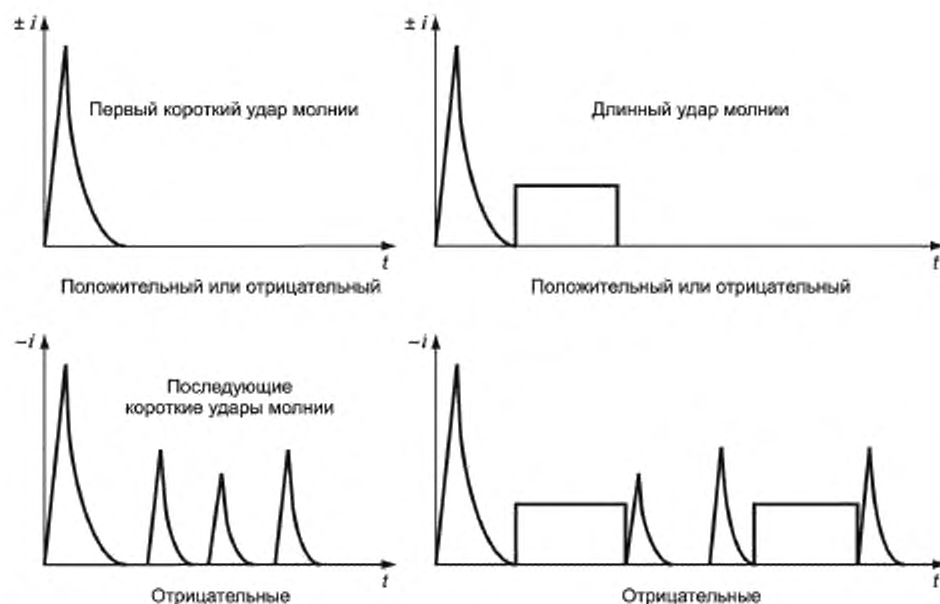 ± i
Первый короткий удар молнии
t
Положительный или отрицательный
± i
Длинный удар молнии
t
Положительный или отрицательный
−i
Последующие
короткие удары молнии
t
Отрицательные
−i
t
Отрицательные